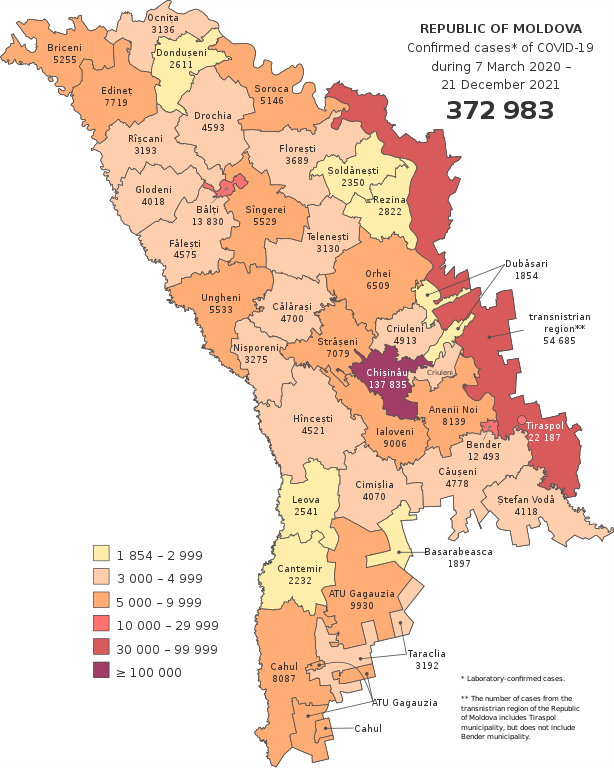 REPUBLIC OF MOLDOVA
Confirmed cases* of COVID-19
during 7 March 2020 –
21 December 2021
372 983
Ocnița
3136
Briceni
5255
Dondușeni
2611
Edineț
7719
Soroca
5146
Drochia
4593
Rîșcani
3193
Florești
3689
Șoldănești
2350
Glodeni
4018
Rezina
2822
Bălți
13 830
Sîngerei
5529
Fălești
4575
Telenești
3130
Orhei
6509
Dubăsari
1854
Ungheni
5533
Călărași
4700
transnistrian
region**
54 685
Criuleni
4913
Strășeni
7079
Nisporeni
3275
Chișinău
137 835
Criuleni
Anenii Noi
8139
Hîncești
4521
Ialoveni
9006
Tiraspol
22 187
Bender
12 493
Căușeni
4778
Cimișlia
4070
Ștefan Vodă
4118
Leova
2541
Basarabeasca
1897
Cantemir
2232
ATU Gagauzia
9930
Taraclia
3192
Cahul
8087
ATU Gagauzia
Cahul
1 854 – 2 999
3 000 – 4 999
5 000 – 9 999
10 000 – 29 999
30 000 – 99 999
≥ 100 000
* Laboratory-confirmed cases.
** The number of cases from the
transnistrian region of the Republic
of Moldova includes Tiraspol
municipality, but does not include
Bender municipality.